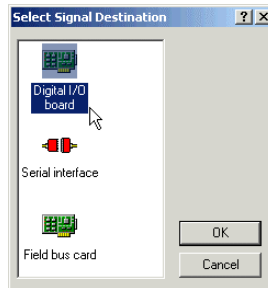 Select Signal Destination
Digital I/O
board
Serial interface
Field bus card
OK
Cancel